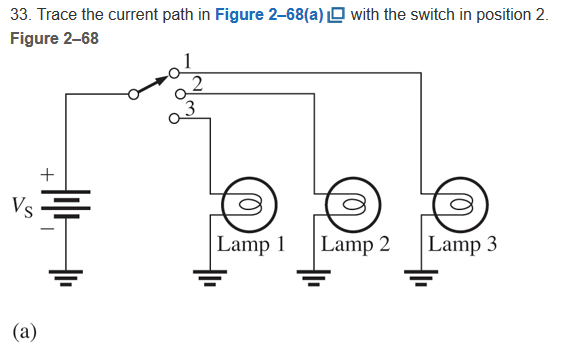 33. Trace the current path in Figure 2–68(a) with the switch in position 2.
Figure 2–68
1
2
3
+
VS
Lamp 1 Lamp 2 Lamp 3
(a)